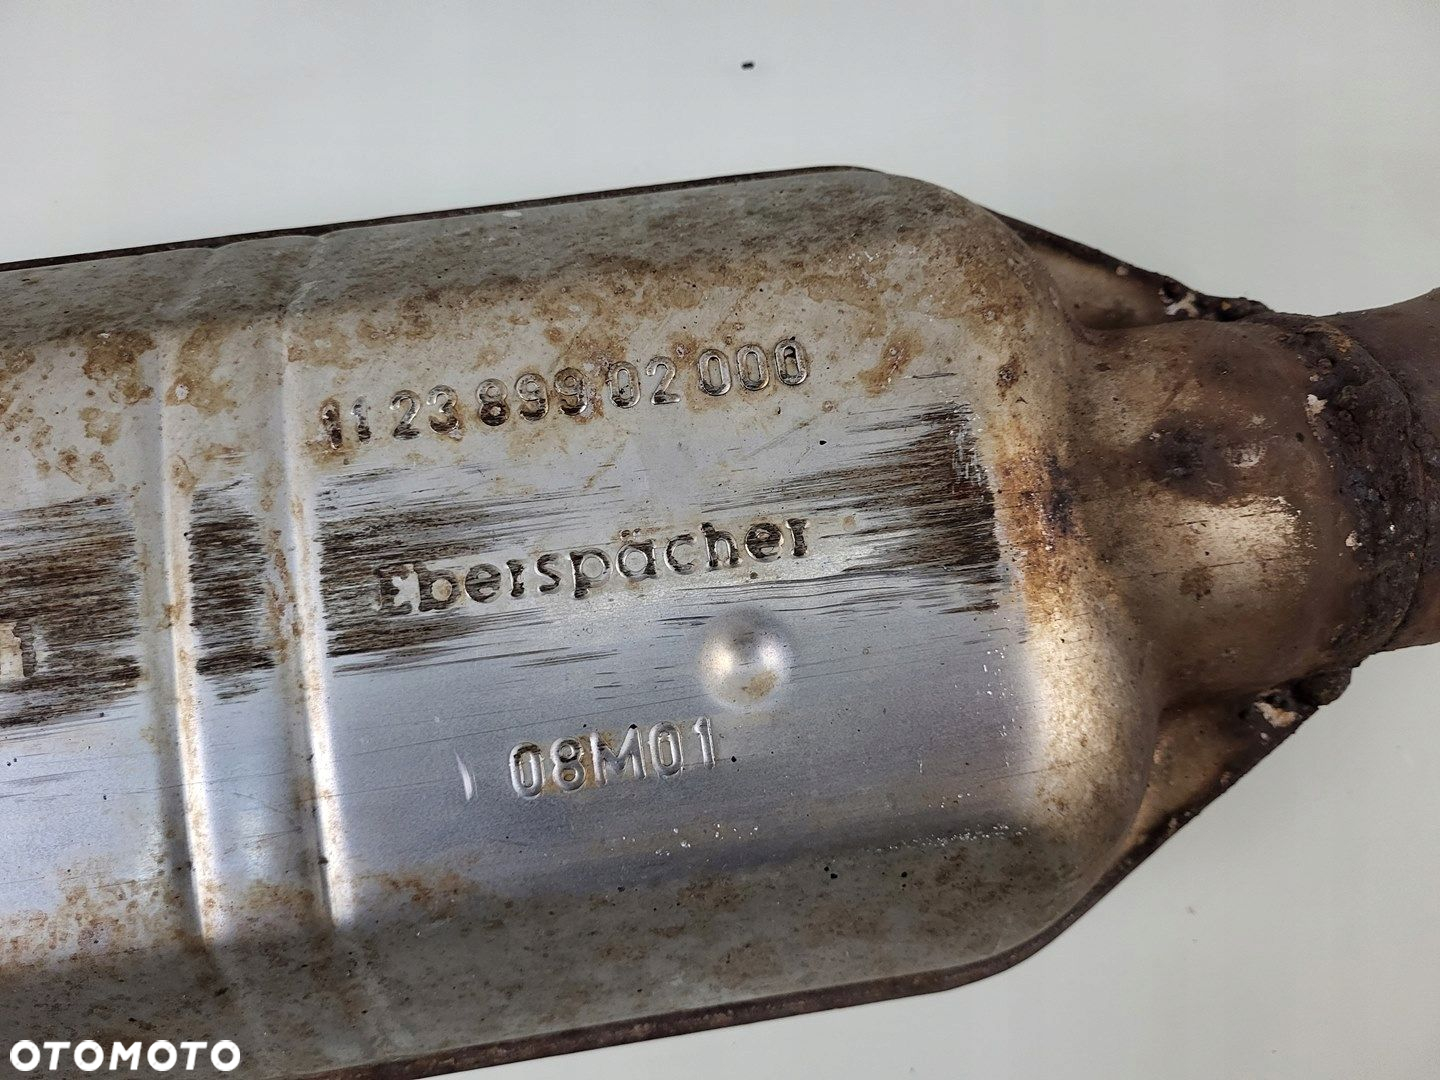 11 23 899 02 000
Eberspächer
08M01
OTOMOTO